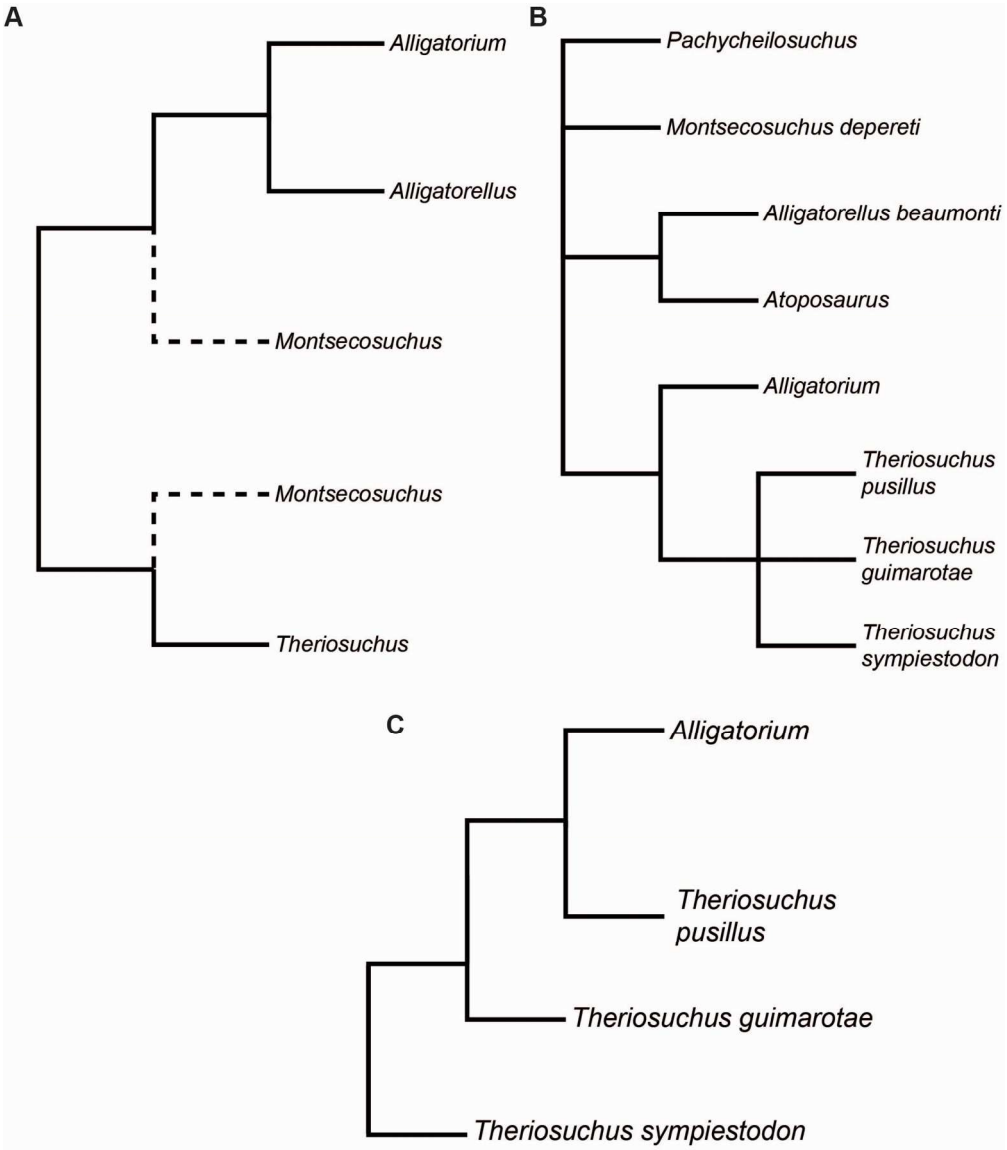 A
Alligatorium
Alligatorellus
Montsecosuchus
Montsecosuchus
Theriosuchus
B
Pachycheilosuchus
Montsecosuchus depereti
Alligatorellus beaumonti
Atoposaurus
Alligatorium
Theriosuchus
pusillus
Theriosuchus
guimarotae
Theriosuchus
sympiestodon
C
Alligatorium
Theriosuchus
pusillus
Theriosuchus guimarotae
Theriosuchus sympiestodon